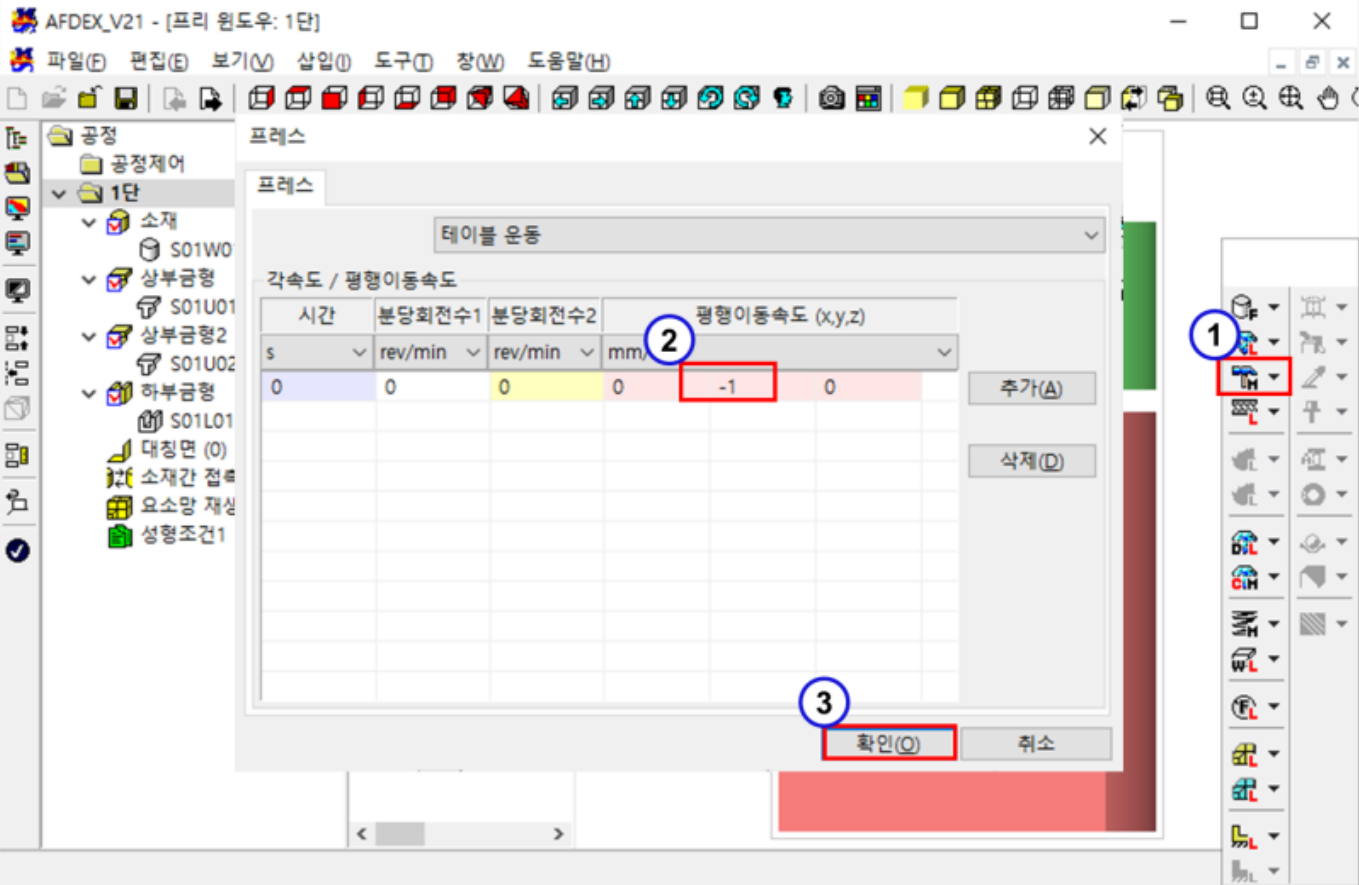 AFDEX_V21 - [프리 윈도우: 1단]
파일(F) 편집(E) 보기(V) 삽입(I) 도구(T) 창(W) 도움말(H)
공정
공정제어
1단
소재
S01W0
상부금형
S01U01
상부금형2
S01U02
하부금형
S01L01
대칭면 (0)
소재간 접촉
요소망 재생
성형조건1
프레스
프레스
테이블 운동
각속도 / 평행이동속도
시간 분당회전수1 분당회전수2 평행이동속도 (x,y,z)
s rev/min rev/min mm/
0 0 0 0 -1 0
추가(A)
삭제(D)
확인(O) 취소
1
2
3
F
L
M
L
L
L
DL
CM
M
WL
FL
L
L
L
L